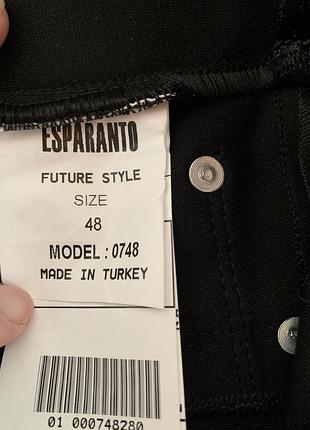 ESPARANTO
FUTURE STYLE
SIZE
48
MODEL : 0748
MADE IN TURKEY
01 000748280